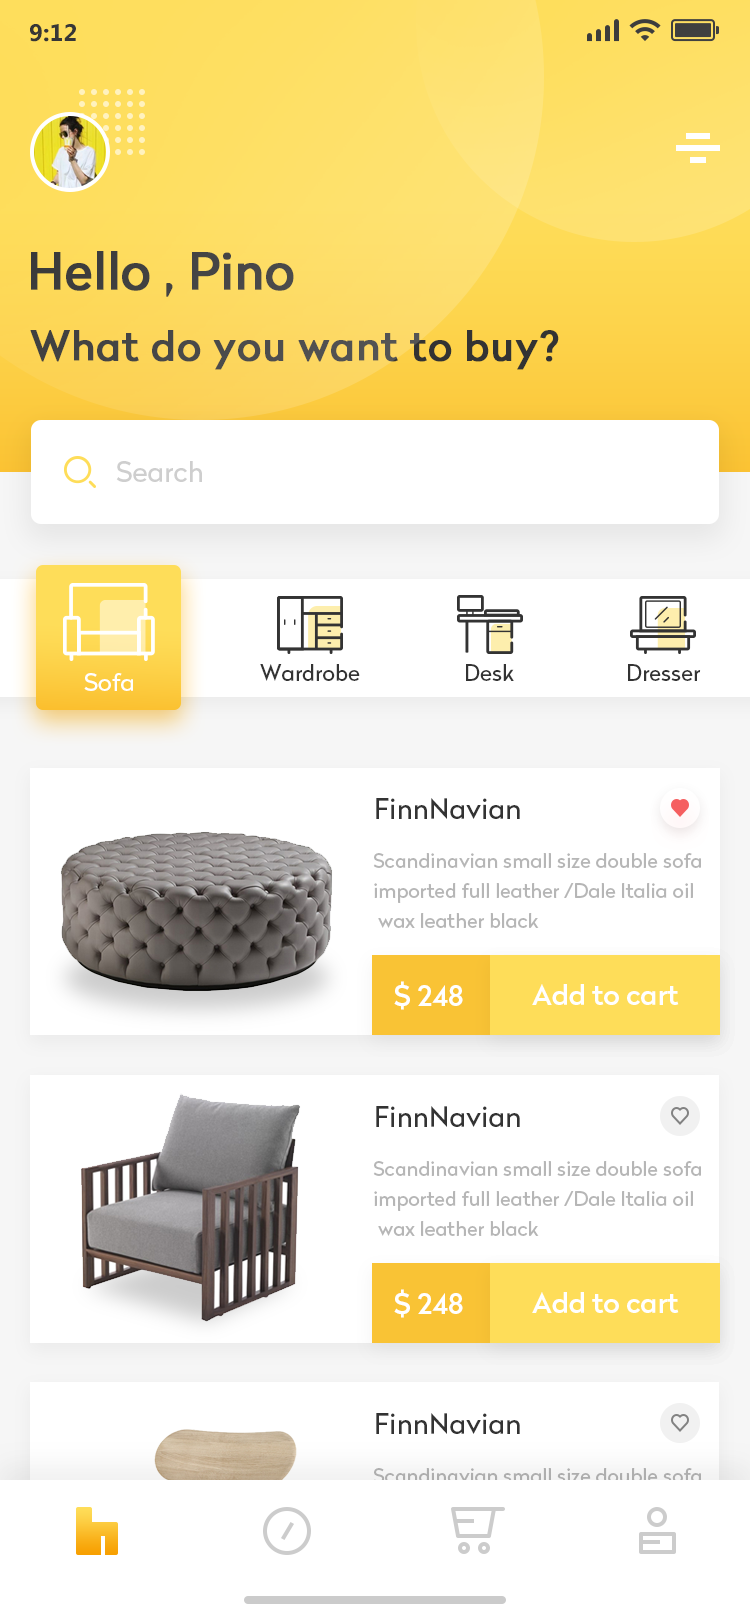 9:12
Hello , Pino
What do you want to buy?
Search
Sofa
Wardrobe
Desk
Dresser
FinnNavian
Scandinavian small size double sofa
imported full leather /Dale Italia oil
wax leather black
$ 248
Add to cart
FinnNavian
Scandinavian small size double sofa
imported full leather /Dale Italia oil
wax leather black
$ 248
Add to cart
FinnNavian
Scandinavian small size double sofa